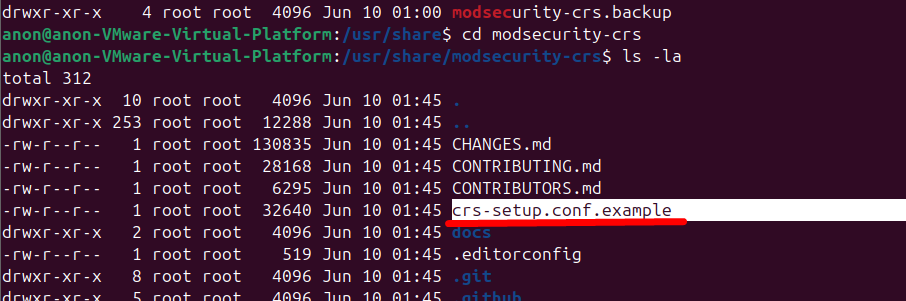 drwxr-xr-x   4 root root   4096 Jun 10 01:00 modsecurity-crs.backup
anon@anon-VMware-Virtual-Platform:/usr/share$ cd modsecurity-crs
anon@anon-VMware-Virtual-Platform:/usr/share/modsecurity-crs$ ls -la
total 312
drwxr-xr-x  10 root root   4096 Jun 10 01:45 .
drwxr-xr-x 253 root root  12288 Jun 10 01:45 ..
-rw-r--r--   1 root root 130835 Jun 10 01:45 CHANGES.md
-rw-r--r--   1 root root  28168 Jun 10 01:45 CONTRIBUTING.md
-rw-r--r--   1 root root   6295 Jun 10 01:45 CONTRIBUTORS.md
-rw-r--r--   1 root root  32640 Jun 10 01:45 crs-setup.conf.example
drwxr-xr-x   2 root root   4096 Jun 10 01:45 docs
-rw-r--r--   1 root root    519 Jun 10 01:45 .editorconfig
drwxr-xr-x   8 root root   4096 Jun 10 01:45 .git
drwxr-xr-x   5 root root   4096 Jun 10 01:45 .github